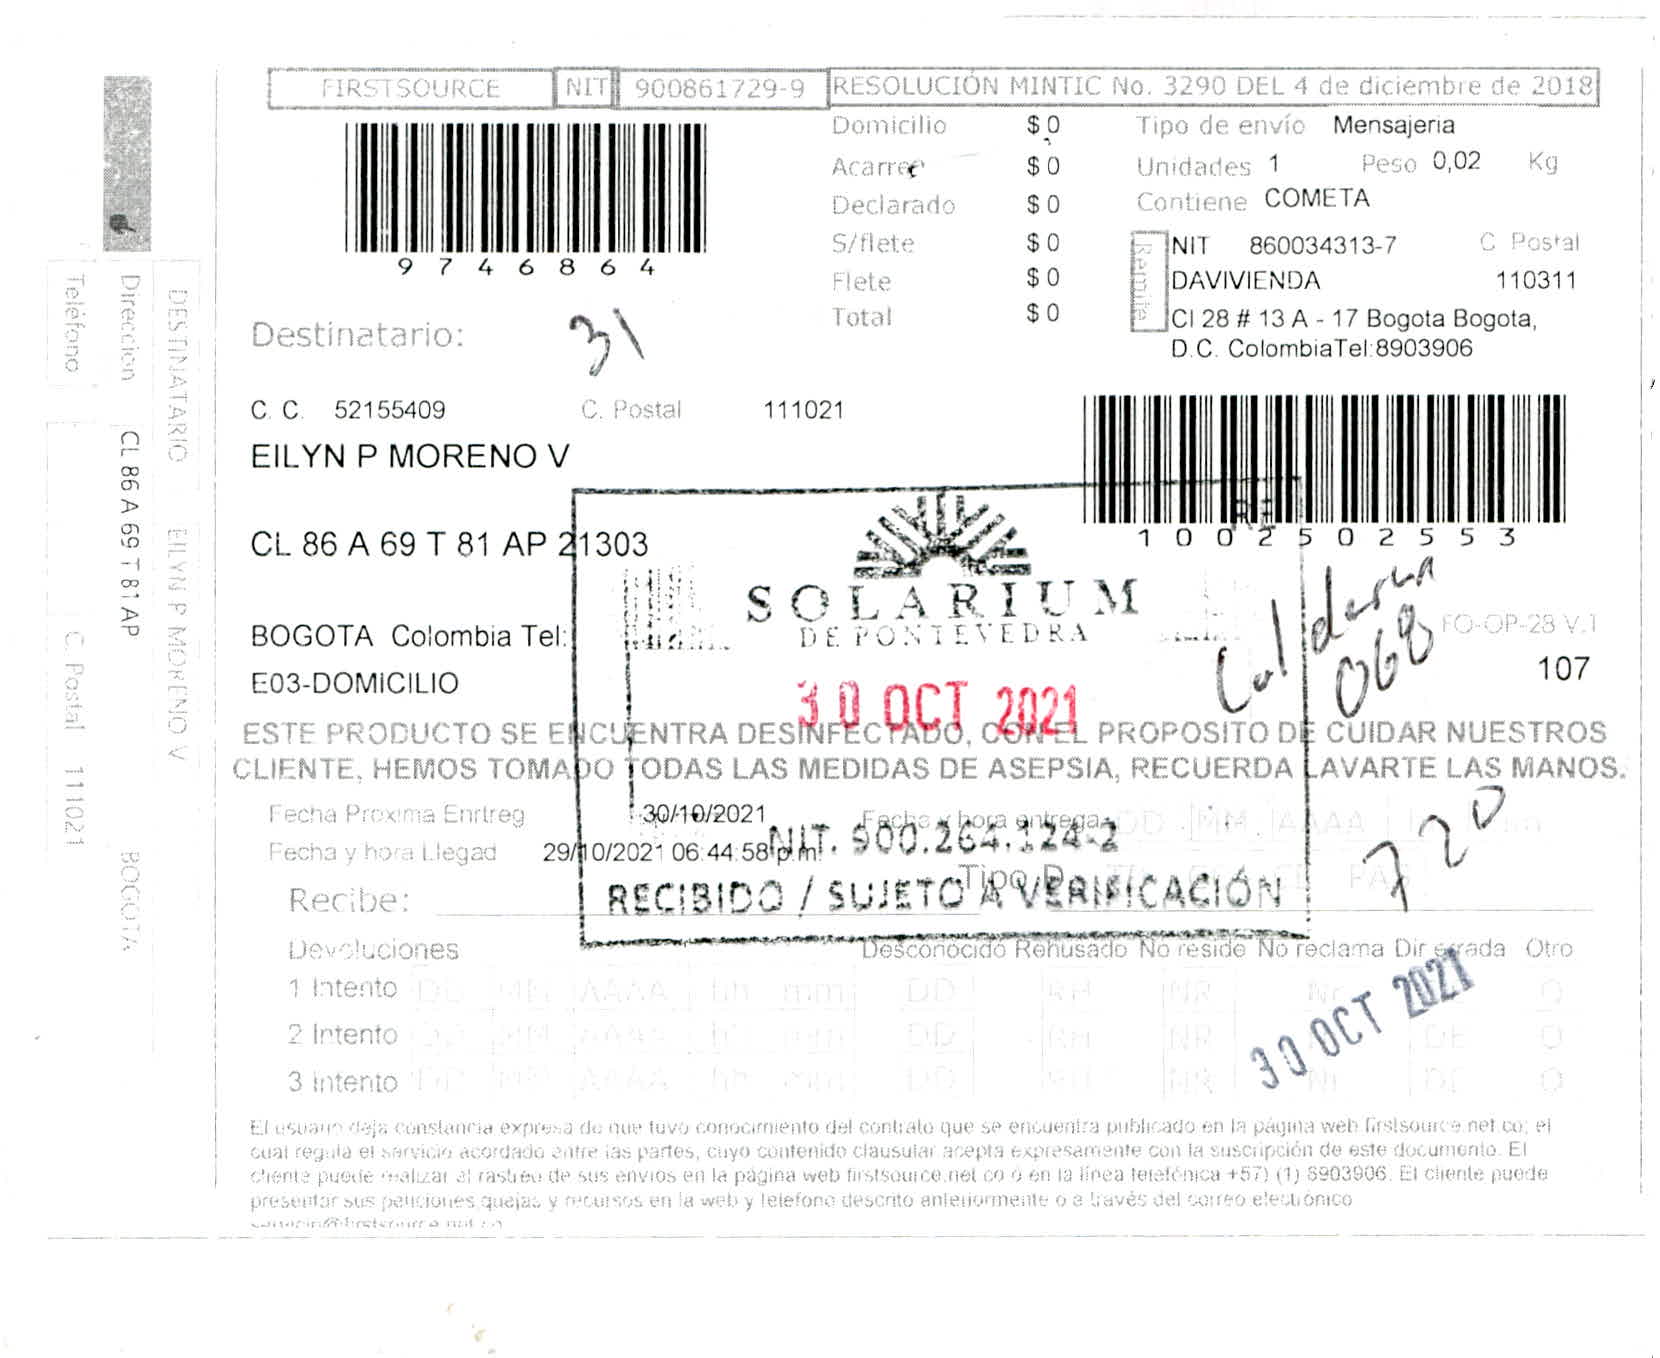 FIRSTSOURCE NIT 900861729-9 RESOLUCIÓN MINTIC No. 3290 DEL 4 de diciembre de 2018
9746864
Domicilio $ 0
Acarreo $ 0
Declarado $ 0
S/flete $ 0
Flete $ 0
Total $ 0
Tipo de envío Mensajeria
Unidades 1 Peso 0,02 Kg
Contiene COMETA
Remite
NIT 860034313-7 C Postal
DAVIVIENDA 110311
Cl 28 # 13 A - 17 Bogota Bogota,
D.C. ColombiaTel:8903906
Destinatario:
31
C. C. 52155409 C. Postal 111021
EILYN P MORENO V
10025025553
CL 86 A 69 T 81 AP 21303
SOLARIUM
DE PONTEVEDRA
BOGOTA Colombia Tel:
FO-OP-28 V.1
068
107
E03-DOMICILIO
30 OCT 2021
ESTE PRODUCTO SE ENCUENTRA DESINFECTADO, CON EL PROPOSITO DE CUIDAR NUESTROS
CLIENTE, HEMOS TOMADO TODAS LAS MEDIDAS DE ASEPSIA, RECUERDA LAVARTE LAS MANOS.
Fecha Proxima Enrtreg 30/10/2021 Fecha y hora entrega DD MM AAAA
Fecha y hora Llegad 29/10/2021 06:44:58 p.m.
NIT. 900.264.124-2
720
Recibe:
RECIBIDO / SUJETO A VERIFICACIÓN
Devoluciones Desconocido Rehusado No reside No reclama Dir errada Otro
1 Intento DD MM AAAA hh mm DD RH NR Nr O
2 Intento DD MM AAAA hh mm DD RH NR DE O
3 Intento DD MM AAAA hh mm DD RH NR Nr DE O
30 OCT 2021
El usuario deja constancia expresa de que tuvo conocimiento del contrato que se encuentra publicado en la página web firstsource.net.co; el
cual regula el servicio acordado entre las partes, cuyo contenido clausular acepta expresamente con la suscripción de este documento. El
cliente puede realizar el rastreo de sus envios en la página web firstsource.net.co o en la línea telefónica +57) (1) 8903906. El cliente puede
presentar sus peticiones quejas y recursos en la web y telefono descrito anteriormente o a través del correo electrónico
servicio@firstsource.net.co
DESTINATARIO EILYN P MORENO V
Direccion CL 86 A 69 T 81 AP BOGOTA
Teléfono C. Postal 111021